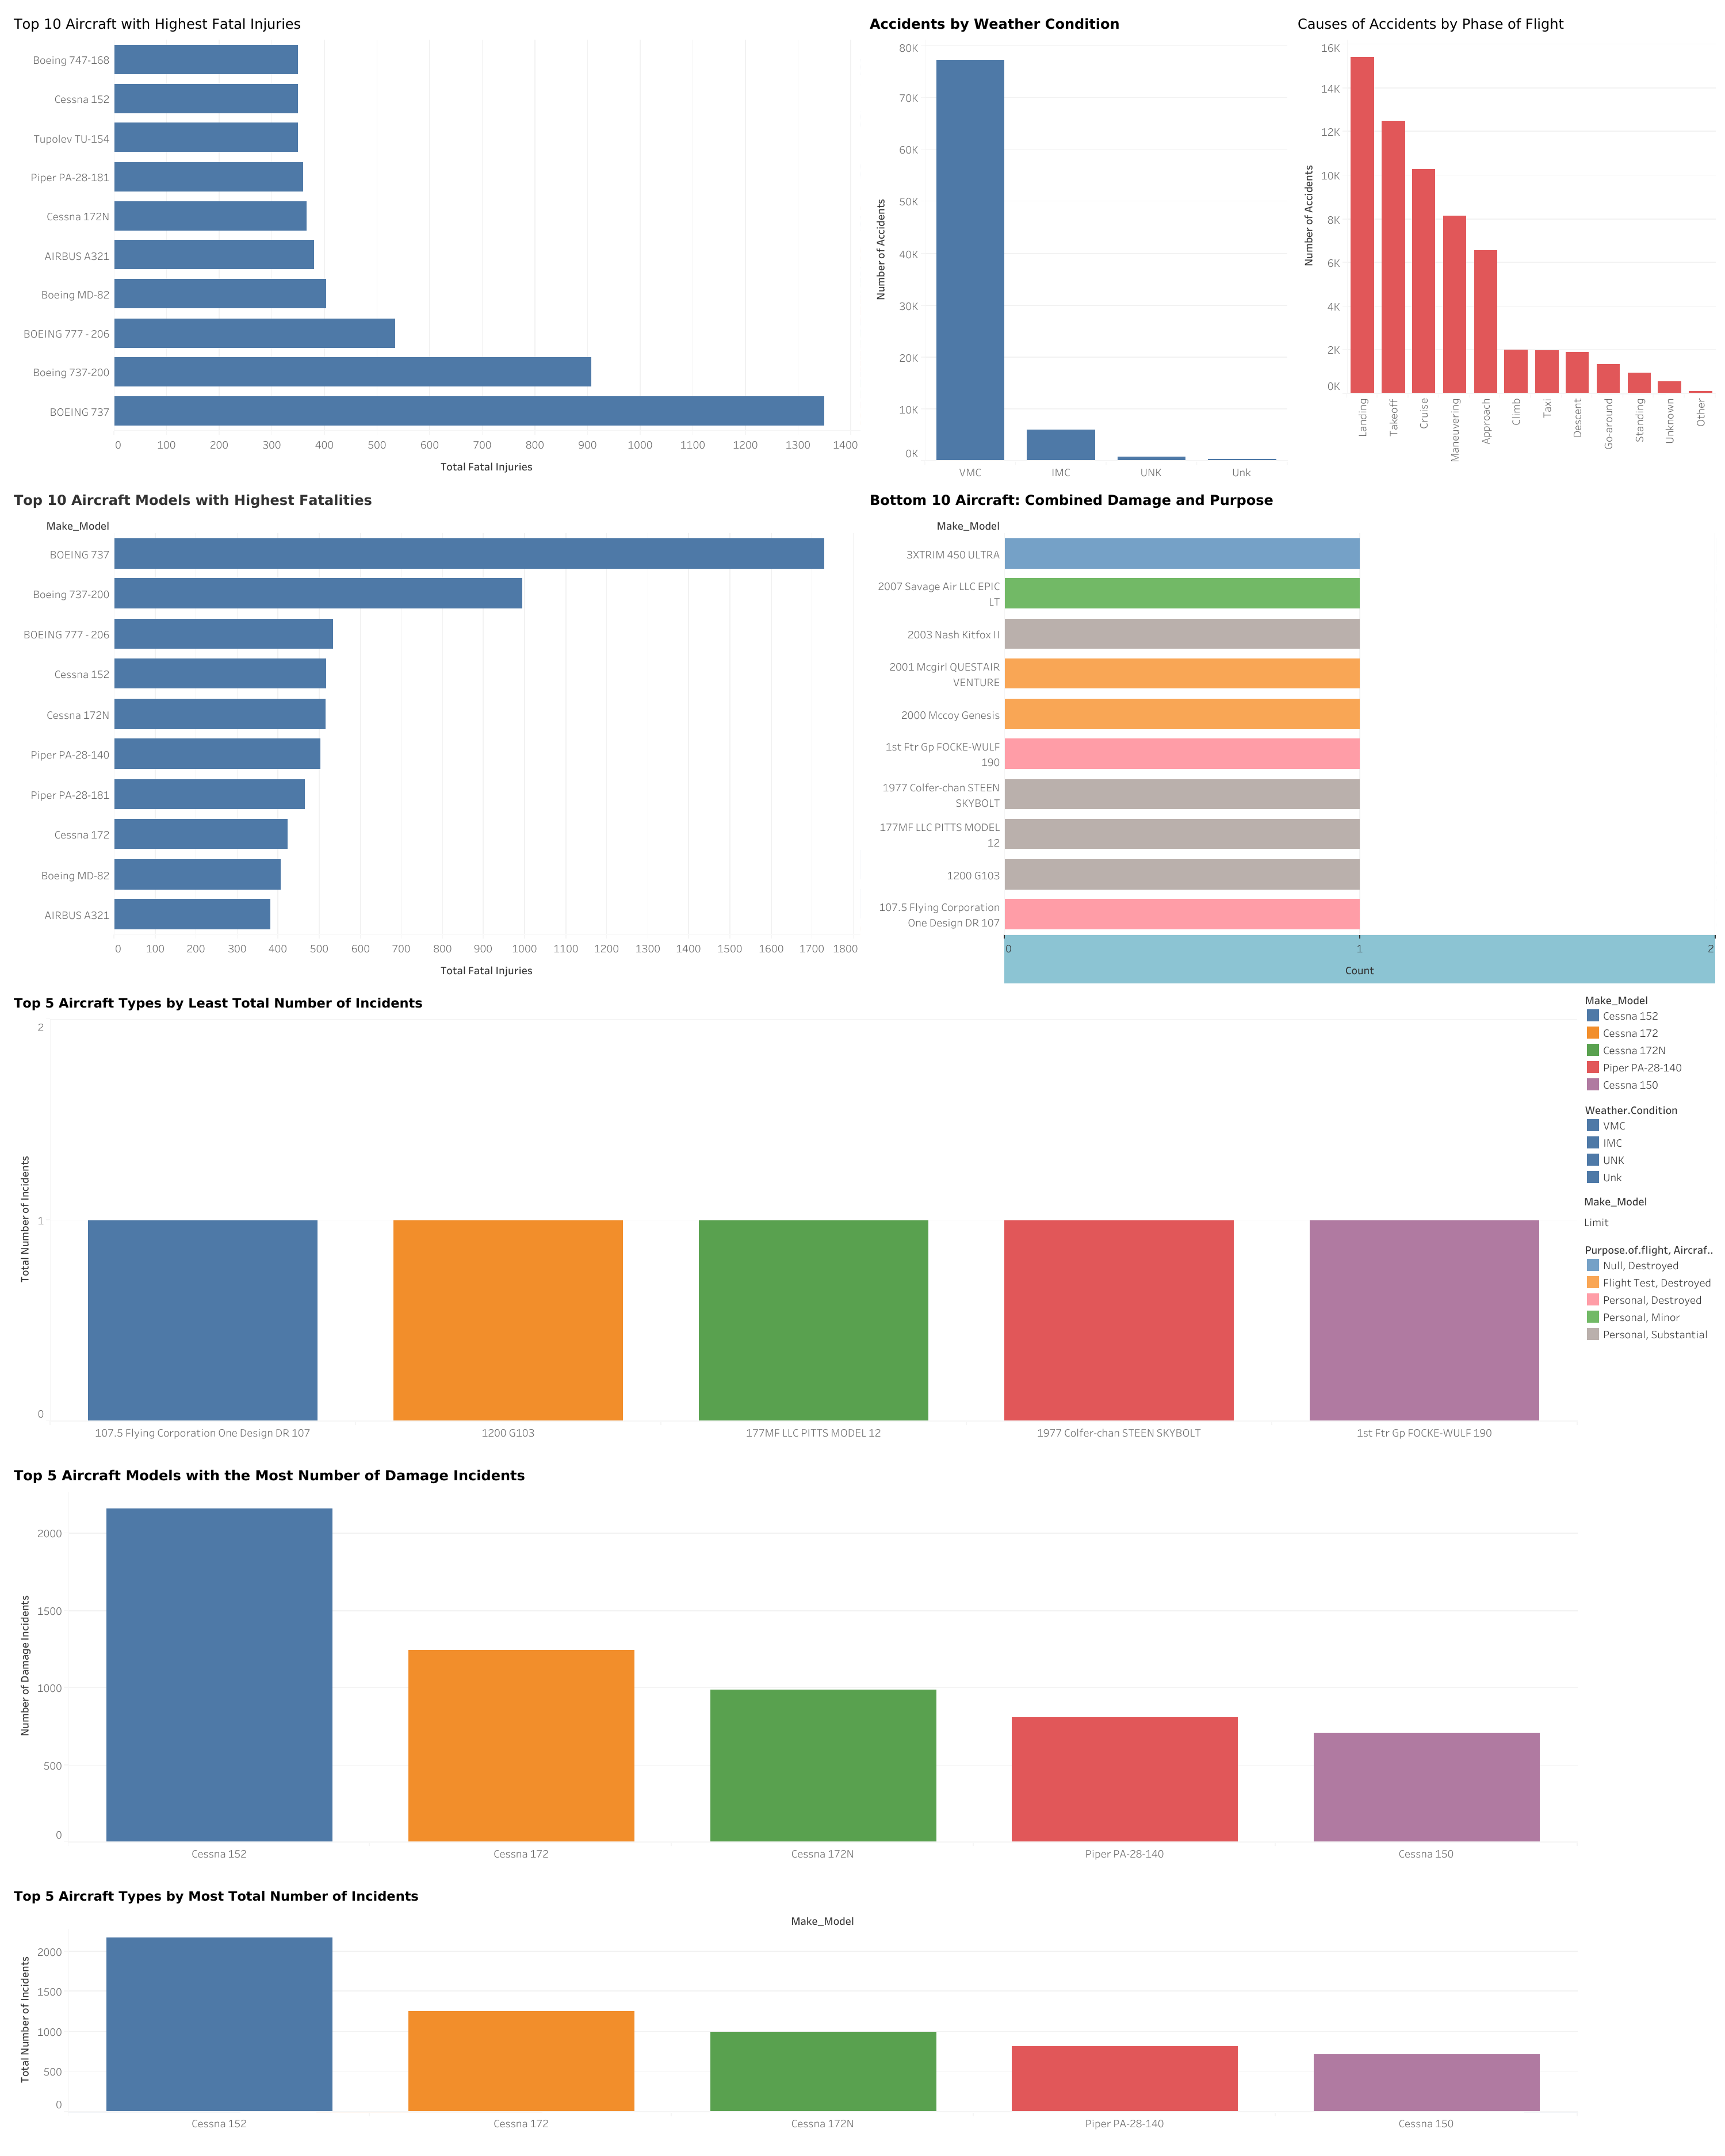 Top 10 Aircraft with Highest Fatal Injuries
Boeing 747-168
Cessna 152
Tupolev TU-154
Piper PA-28-181
Cessna 172N
AIRBUS A321
Boeing MD-82
BOEING 777 - 206
Boeing 737-200
BOEING 737
0 100 200 300 400 500 600 700 800 900 1000 1100 1200 1300 1400
Total Fatal Injuries
Accidents by Weather Condition
80K
70K
60K
50K
40K
30K
20K
10K
0K
Number of Accidents
VMC IMC UNK Unk
Causes of Accidents by Phase of Flight
16K
14K
12K
10K
8K
6K
4K
2K
0K
Number of Accidents
Landing
Takeoff
Cruise
Maneuvering
Approach
Climb
Taxi
Descent
Go-around
Standing
Unknown
Other
Top 10 Aircraft Models with Highest Fatalities
Make_Model
BOEING 737
Boeing 737-200
BOEING 777 - 206
Cessna 152
Cessna 172N
Piper PA-28-140
Piper PA-28-181
Cessna 172
Boeing MD-82
AIRBUS A321
0 100 200 300 400 500 600 700 800 900 1000 1100 1200 1300 1400 1500 1600 1700 1800
Total Fatal Injuries
Bottom 10 Aircraft: Combined Damage and Purpose
Make_Model
3XTRIM 450 ULTRA
2007 Savage Air LLC EPIC
LT
2003 Nash Kitfox II
2001 Mcgirl QUESTAIR
VENTURE
2000 Mccoy Genesis
1st Ftr Gp FOCKE-WULF
190
1977 Colfer-chan STEEN
SKYBOLT
177MF LLC PITTS MODEL
12
1200 G103
107.5 Flying Corporation
One Design DR 107
0 1 2
Count
Top 5 Aircraft Types by Least Total Number of Incidents
2
1
0
Total Number of Incidents
107.5 Flying Corporation One Design DR 107
1200 G103
177MF LLC PITTS MODEL 12
1977 Colfer-chan STEEN SKYBOLT
1st Ftr Gp FOCKE-WULF 190
Make_Model
Cessna 152
Cessna 172
Cessna 172N
Piper PA-28-140
Cessna 150
Weather.Condition
VMC
IMC
UNK
Unk
Make_Model
Limit
Purpose.of.flight, Aircraf..
Null, Destroyed
Flight Test, Destroyed
Personal, Destroyed
Personal, Minor
Personal, Substantial
Top 5 Aircraft Models with the Most Number of Damage Incidents
2000
1500
1000
500
0
Number of Damage Incidents
Cessna 152
Cessna 172
Cessna 172N
Piper PA-28-140
Cessna 150
Top 5 Aircraft Types by Most Total Number of Incidents
Make_Model
2000
1500
1000
500
0
Total Number of Incidents
Cessna 152
Cessna 172
Cessna 172N
Piper PA-28-140
Cessna 150